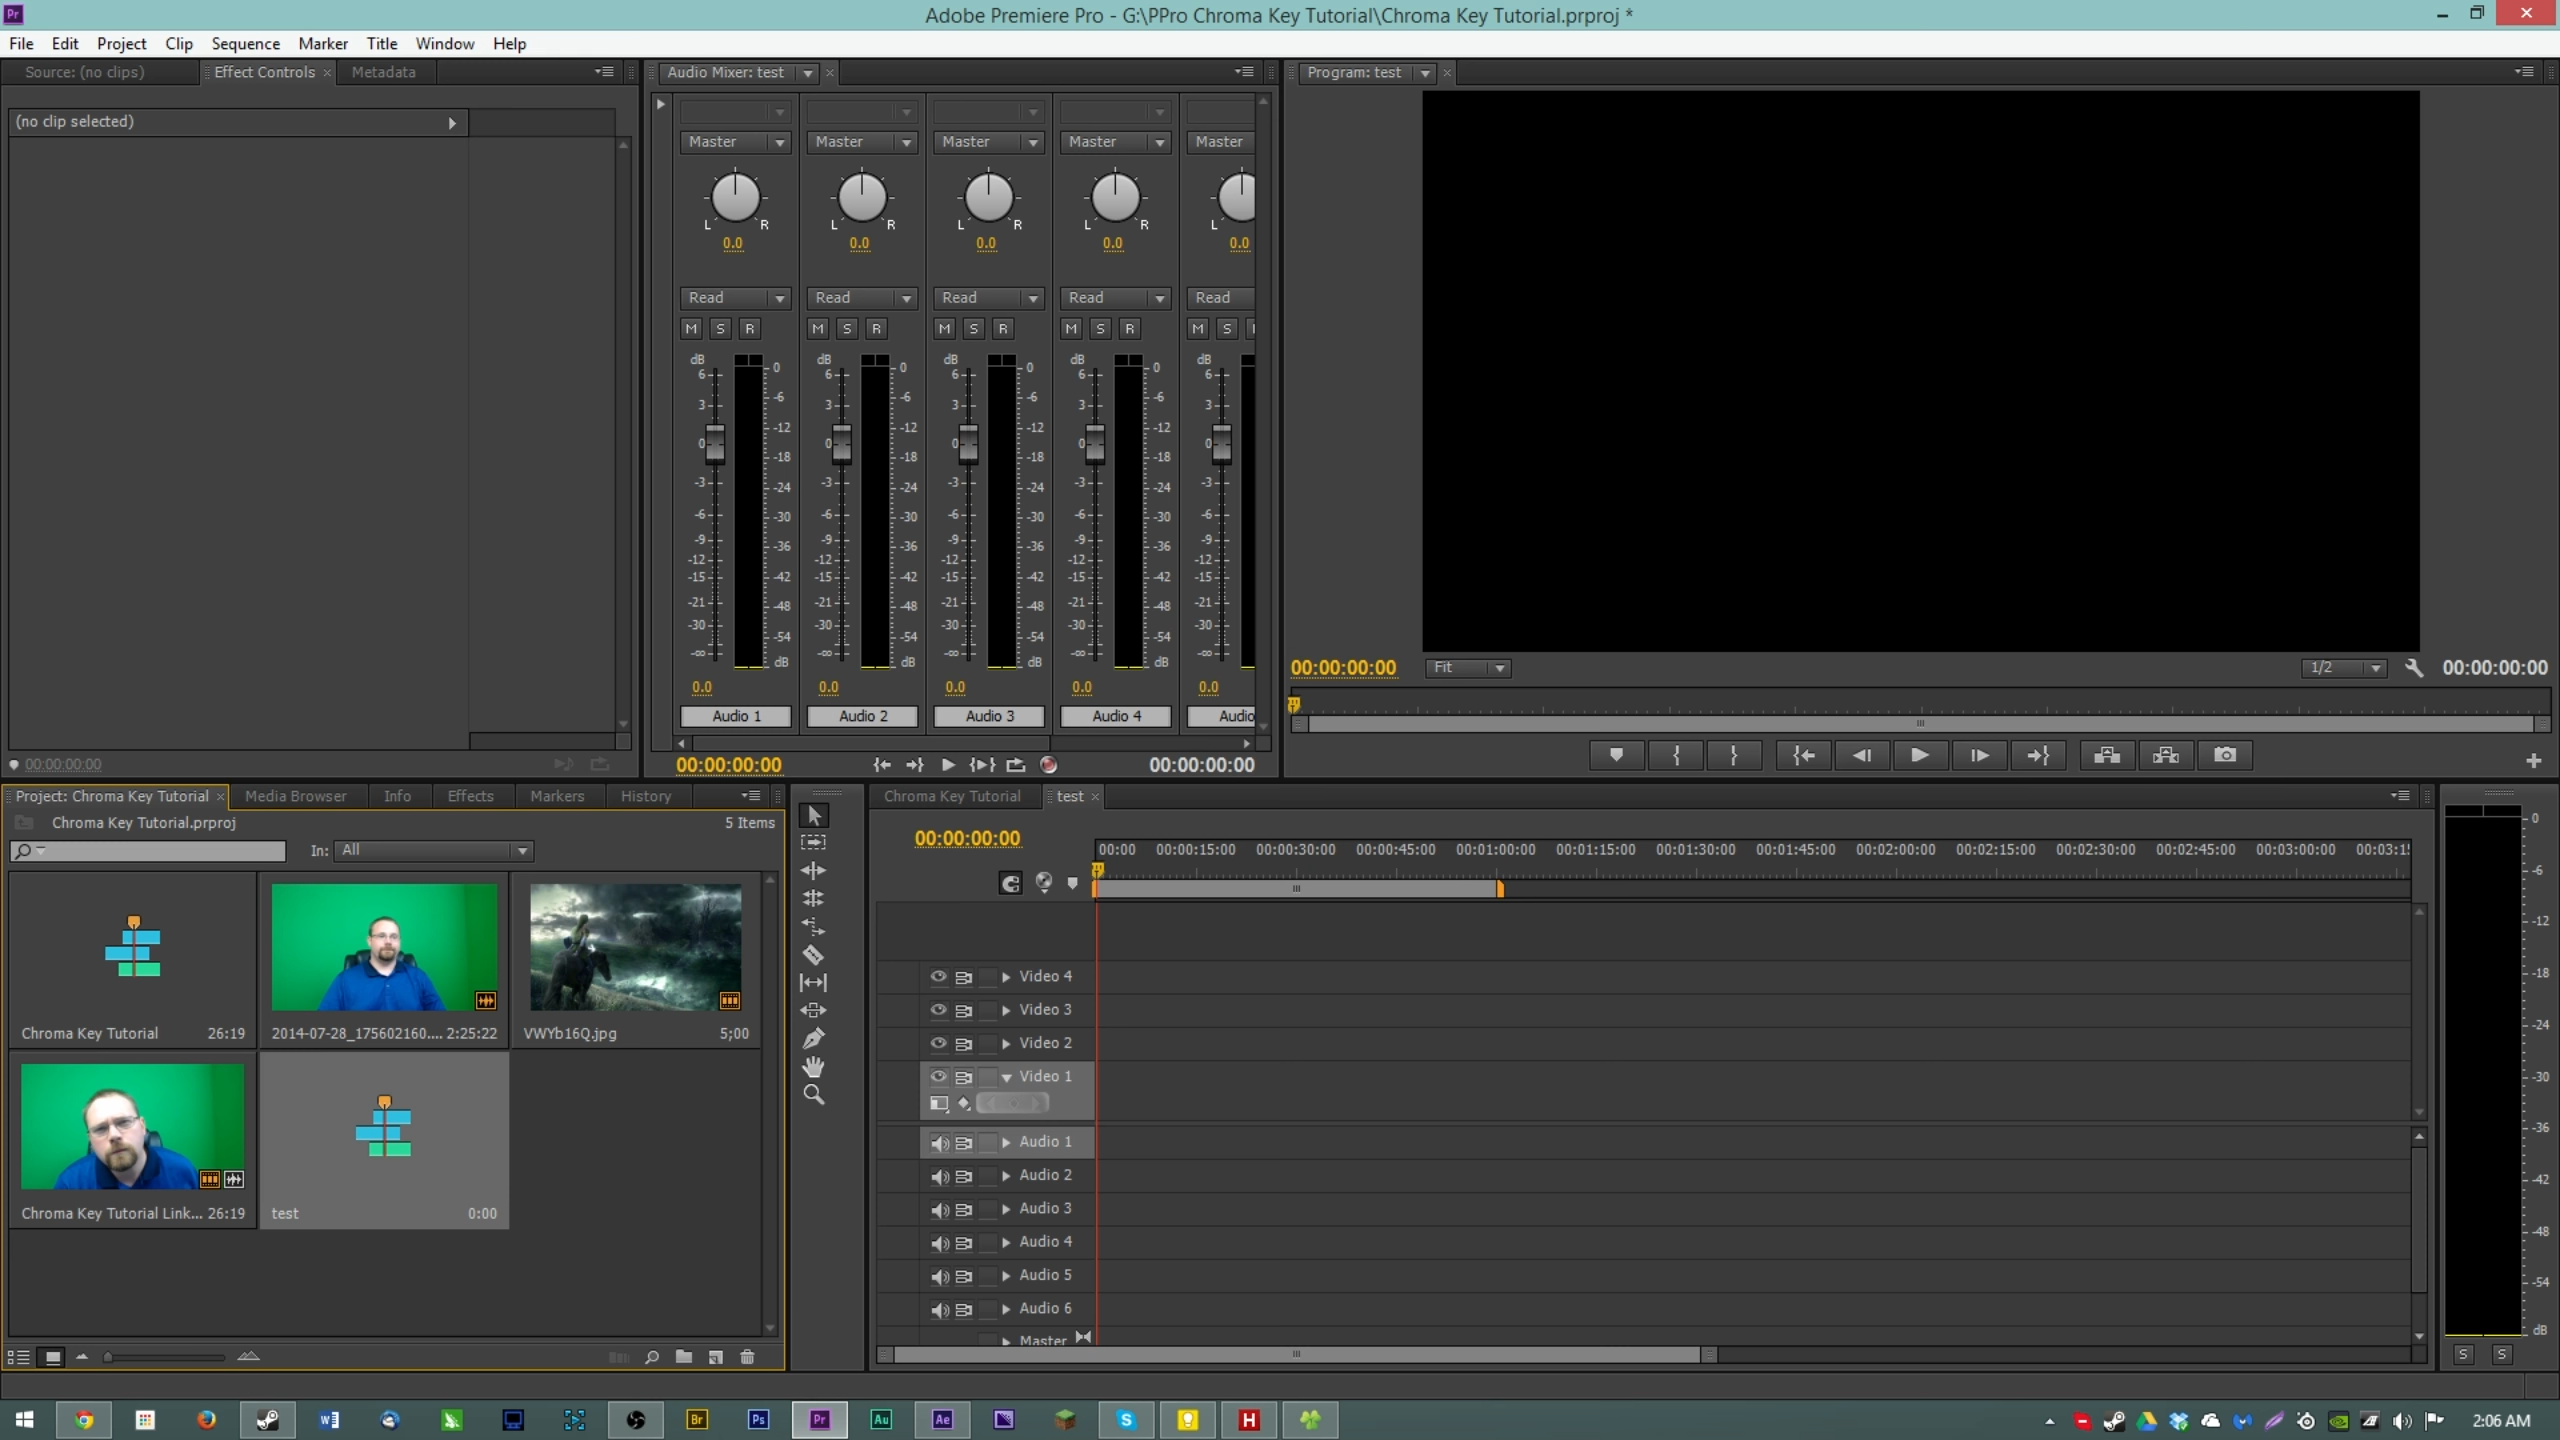 Pr
Adobe Premiere Pro - G:\PPro Chroma Key Tutorial\Chroma Key Tutorial.prproj *
File Edit Project Clip Sequence Marker Title Window Help
Source: (no clips) Effect Controls × Metadata
Audio Mixer: test ×
Program: test ×
(no clip selected)
Master Master Master Master Master
L R L R L R L R L
0.0 0.0 0.0 0.0 0.0
Read Read Read Read Read
M S R M S R M S R M S R M S
dB dB dB dB dB
6 0 6 0 6 0 6 0 6
3 -6 3 -6 3 -6 3 -6 3
0 -12 0 -12 0 -12 0 -12 0
-18 -18 -18 -18
-3 -24 -3 -24 -3 -24 -3 -24 -3
-6 -30 -6 -30 -6 -30 -6 -30 -6
-9 -36 -9 -36 -9 -36 -9 -36 -9
-12 -12 -12 -12 -12
-15 -42 -15 -42 -15 -42 -15 -42 -15
-21 -48 -21 -48 -21 -48 -21 -48 -21
-30 -54 -30 -54 -30 -54 -30 -54 -30
-∞ dB -∞ dB -∞ dB -∞ dB -∞
0.0 0.0 0.0 0.0 0.0
Audio 1 Audio 2 Audio 3 Audio 4 Audio
00:00:00:00 Fit 1/2 00:00:00:00
00:00:00:00
00:00:00:00 00:00:00:00
Project: Chroma Key Tutorial × Media Browser Info Effects Markers History
Chroma Key Tutorial.prproj 5 Items
In: All
Chroma Key Tutorial 26:19
2014-07-28_175602160.... 2:25:22
VWYb16Q.jpg 5;00
Chroma Key Tutorial Link... 26:19
test 0:00
Chroma Key Tutorial test ×
00:00:00:00
00:00 00:00:15:00 00:00:30:00 00:00:45:00 00:01:00:00 00:01:15:00 00:01:30:00 00:01:45:00 00:02:00:00 00:02:15:00 00:02:30:00 00:02:45:00 00:03:00:00 00:03:1
Video 4
Video 3
Video 2
Video 1
Audio 1
Audio 2
Audio 3
Audio 4
Audio 5
Audio 6
Master
0
-6
-12
-18
-24
-30
-36
-42
-48
-54
dB
S S
Br Ps Pr Au Ae S H
2:06 AM